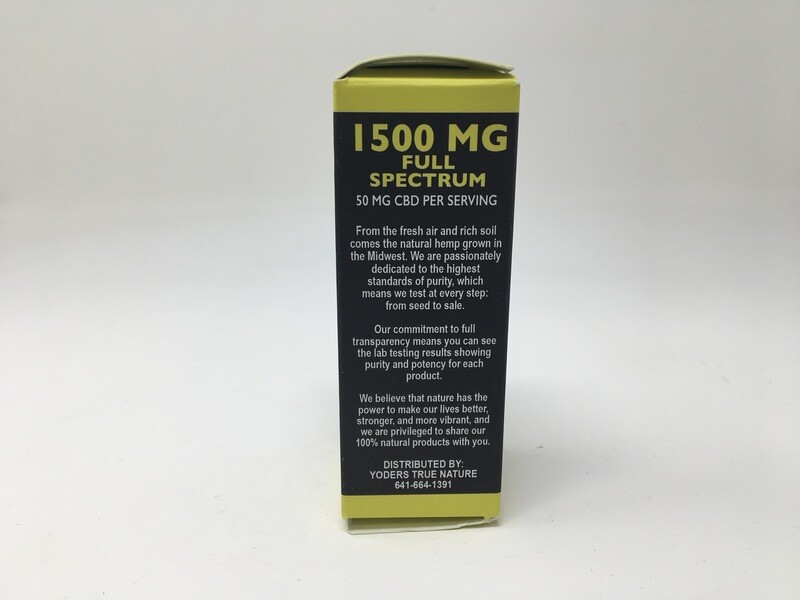 1500 MG
FULL
SPECTRUM
50 MG CBD PER SERVING
From the fresh air and rich soil
comes the natural hemp grown in
the Midwest. We are passionately
dedicated to the highest
standards of purity, which
means we test at every step:
from seed to sale.
Our commitment to full
transparency means you can see
the lab testing results showing
purity and potency for each
product.
We believe that nature has the
power to make our lives better,
stronger, and more vibrant, and
we are privileged to share our
100% natural products with you.
DISTRIBUTED BY:
YODERS TRUE NATURE
641-664-1391